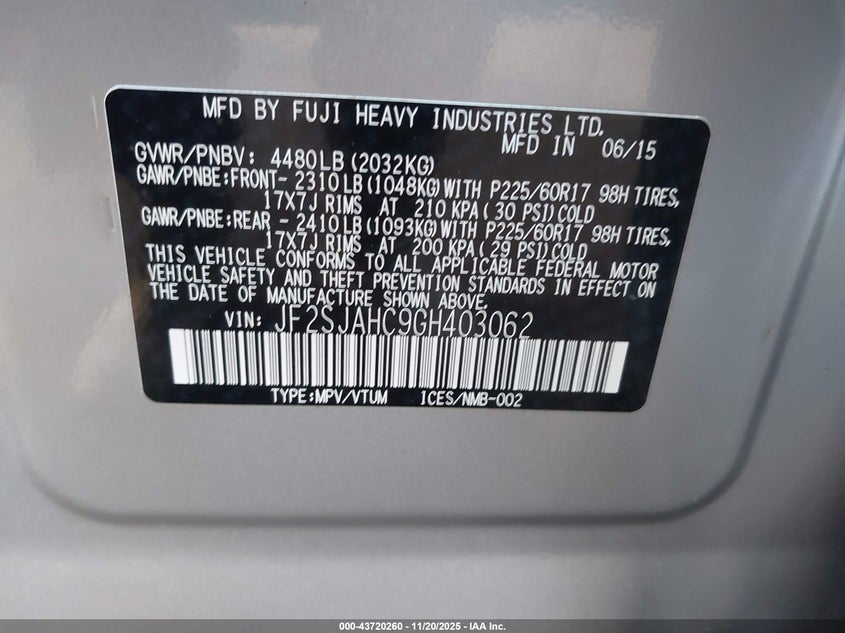 MFD BY FUJI HEAVY INDUSTRIES LTD.
MFD IN 06/15
GVWR/PNBV: 4480LB(2032KG)
GAWR/PNBE:FRONT- 2310LB(1048KG)WITH P225/60R17 98H TIRES,
17X7J RIMS AT 210 KPA(30 PSI)COLD
GAWR/PNBE:REAR - 2410LB(1093KG)WITH P225/60R17 98H TIRES,
17X7J RIMS AT 200 KPA(29 PSI)COLD
THIS VEHICLE CONFORMS TO ALL APPLICABLE FEDERAL MOTOR
VEHICLE SAFETY AND THEFT PREVENTION STANDARDS IN EFFECT ON
THE DATE OF MANUFACTURE SHOWN ABOVE.
VIN: JF2SJAHC9GH403062
TYPE:MPV/VTUM ICES/NMB-002
000-43720260 - 11/20/2025 - IAA Inc.